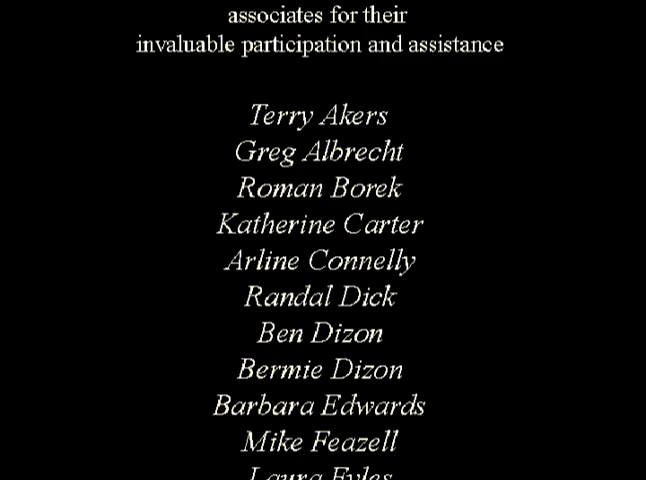 associates for their
invaluable participation and assistance
Terry Akers
Greg Albrecht
Roman Borek
Katherine Carter
Arline Connelly
Randal Dick
Ben Dizon
Bermie Dizon
Barbara Edwards
Mike Feazell
Laura